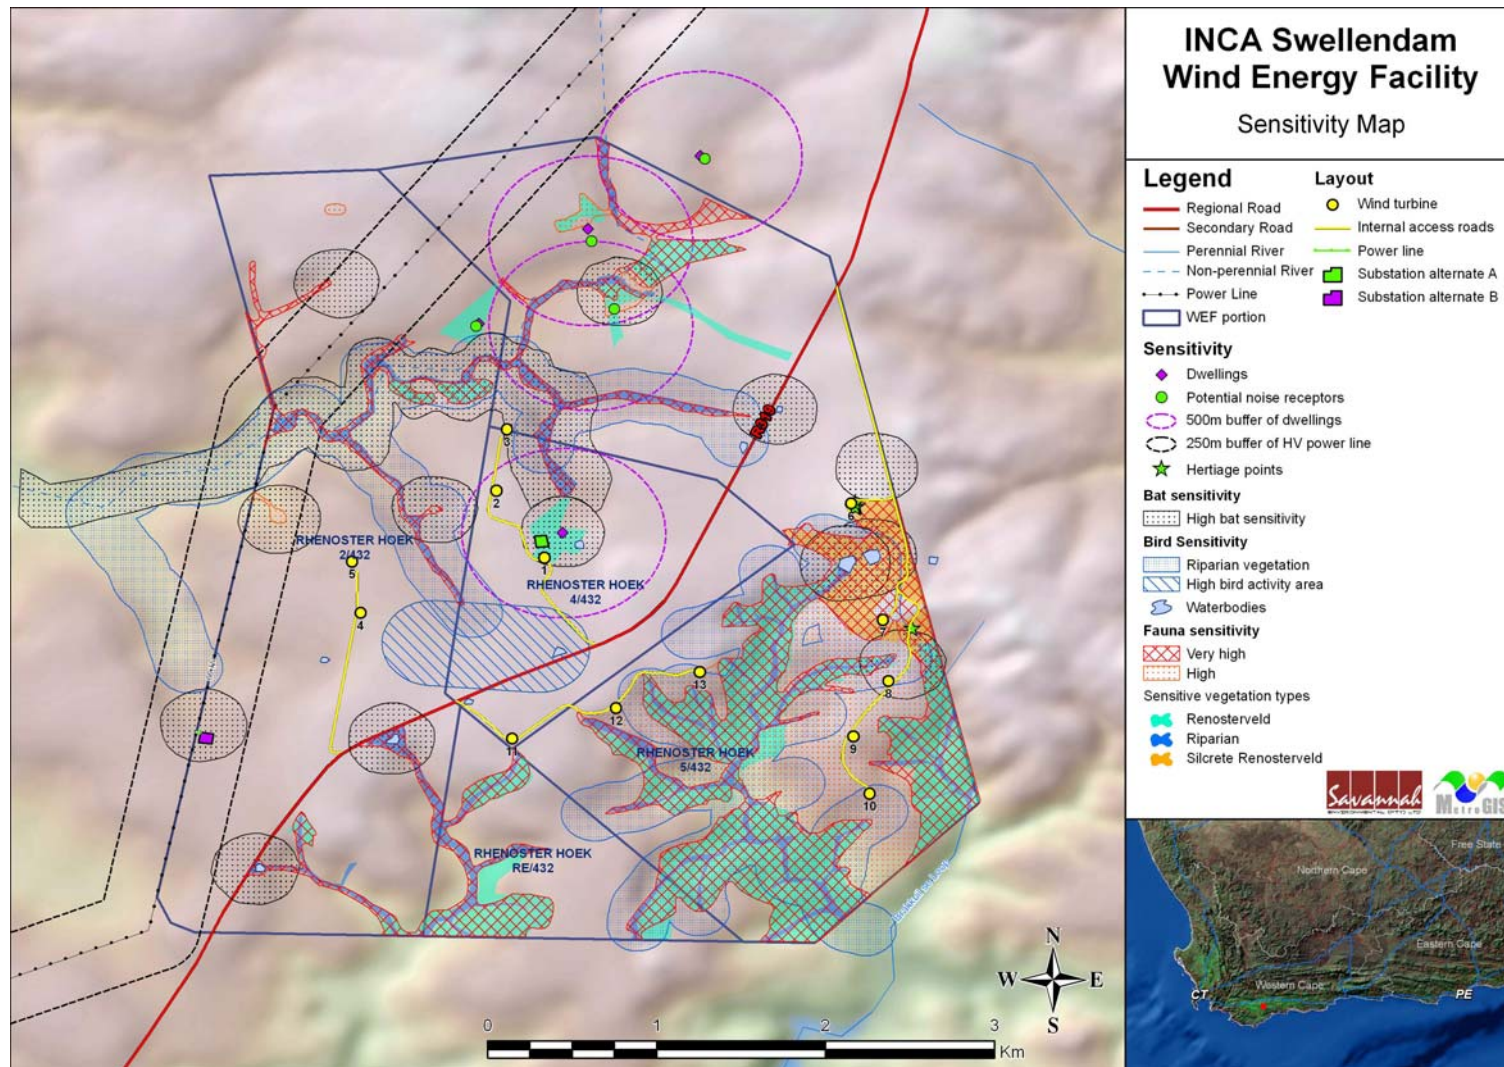 INCA Swellendam
Wind Energy Facility
Sensitivity Map
Legend
Regional Road
Secondary Road
Perennial River
Non-perennial River
Power Line
WEF portion
Layout
Wind turbine
Internal access roads
Power line
Substation alternate A
Substation alternate B
Sensitivity
Dwellings
Potential noise receptors
500m buffer of dwellings
250m buffer of HV power line
Hertiage points
Bat sensitivity
High bat sensitivity
Bird Sensitivity
Riparian vegetation
High bird activity area
Waterbodies
Fauna sensitivity
Very high
High
Sensitive vegetation types
Renosterveld
Riparian
Silcrete Renosterveld
Savannah
MetroGIS
R319
3
2
6
RHENOSTER HOEK
2/432
5
1
RHENOSTER HOEK
4/432
4
7
13
8
12
11
9
RHENOSTER HOEK
5/432
10
RHENOSTER HOEK
RE/432
N
W
E
S
0
1
2
3
Km
Free State
Northern Cape
Eastern Cape
Western Cape
CT
PE